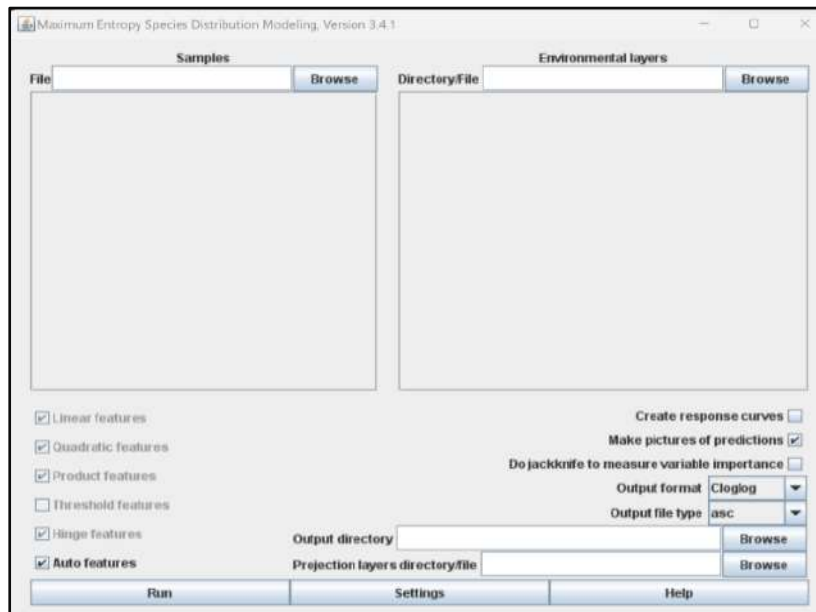 Maximum Entropy Species Distribution Modeling, Version 3.4.1
Samples
Environmental layers
File
Browse
Directory/File
Browse
Linear features
Quadratic features
Product features
Threshold features
Hinge features
Auto features
Create response curves
Make pictures of predictions
Do jackknife to measure variable importance
Output format Cloglog
Output file type asc
Output directory
Browse
Projection layers directory/file
Browse
Run
Settings
Help